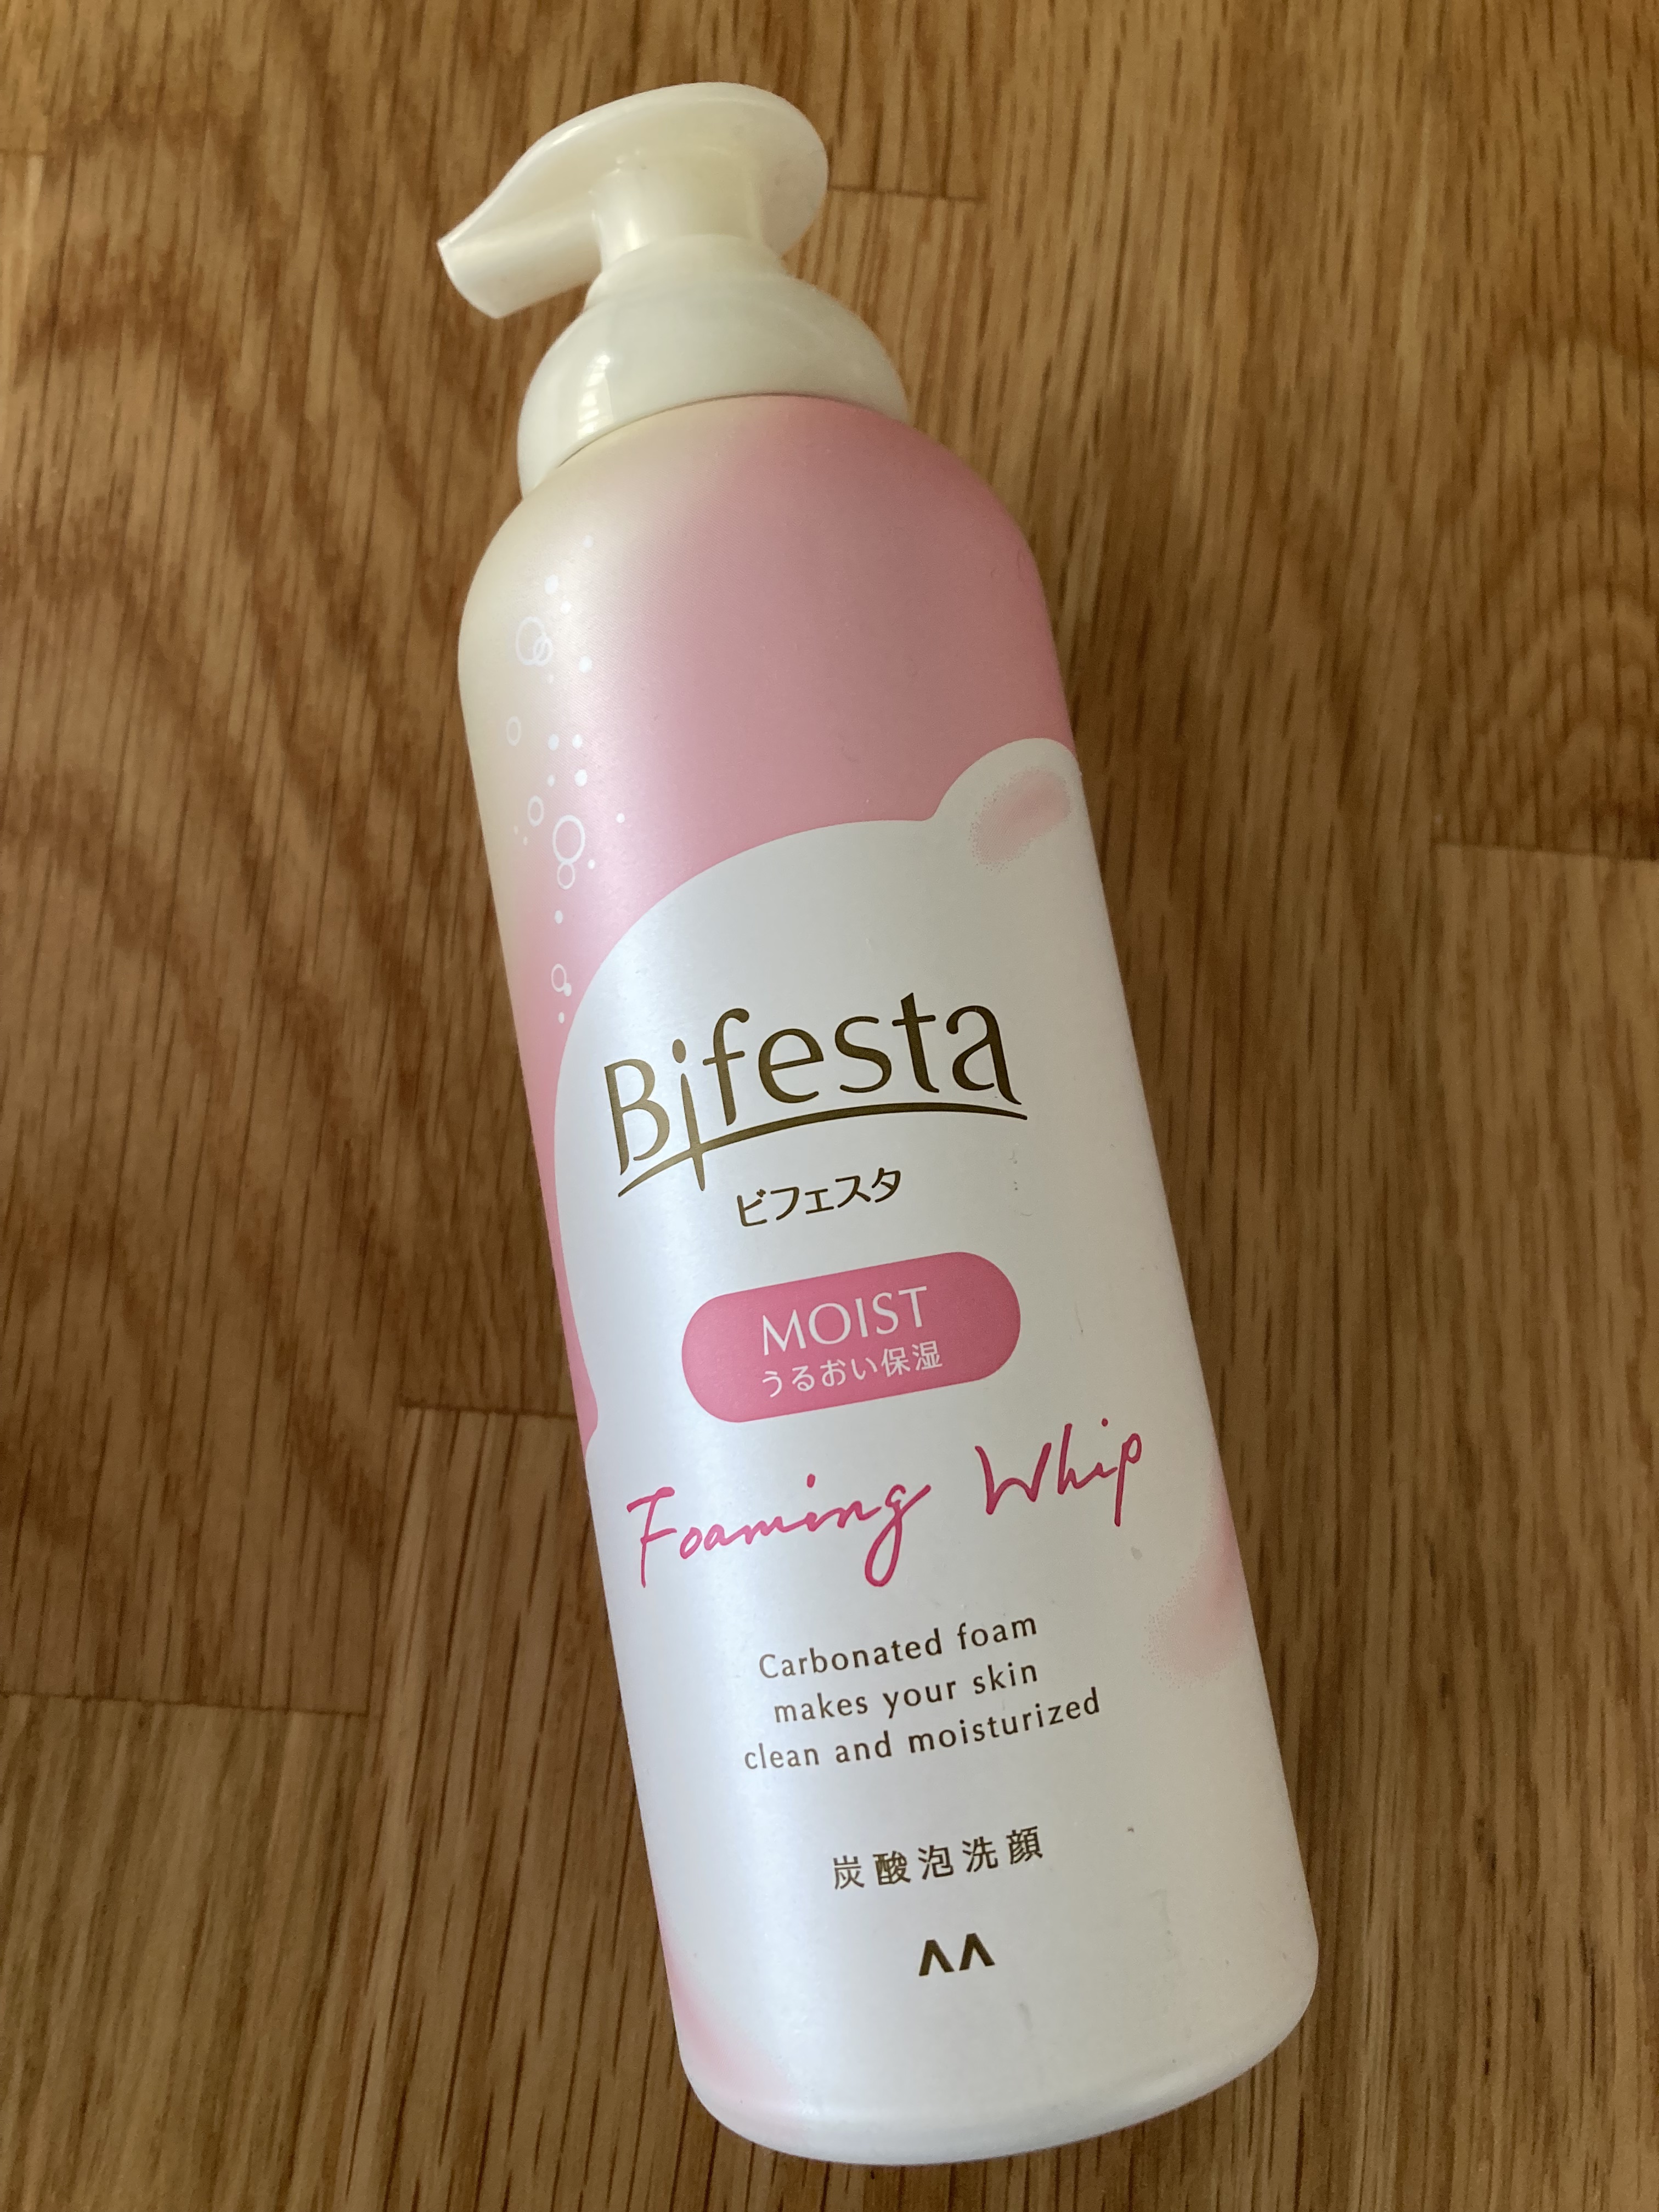 Bifesta
ビフェスタ
MOIST
うるおい保湿
Foaming Whip
Carbonated foam
makes your skin
clean and moisturized
炭酸泡洗顔